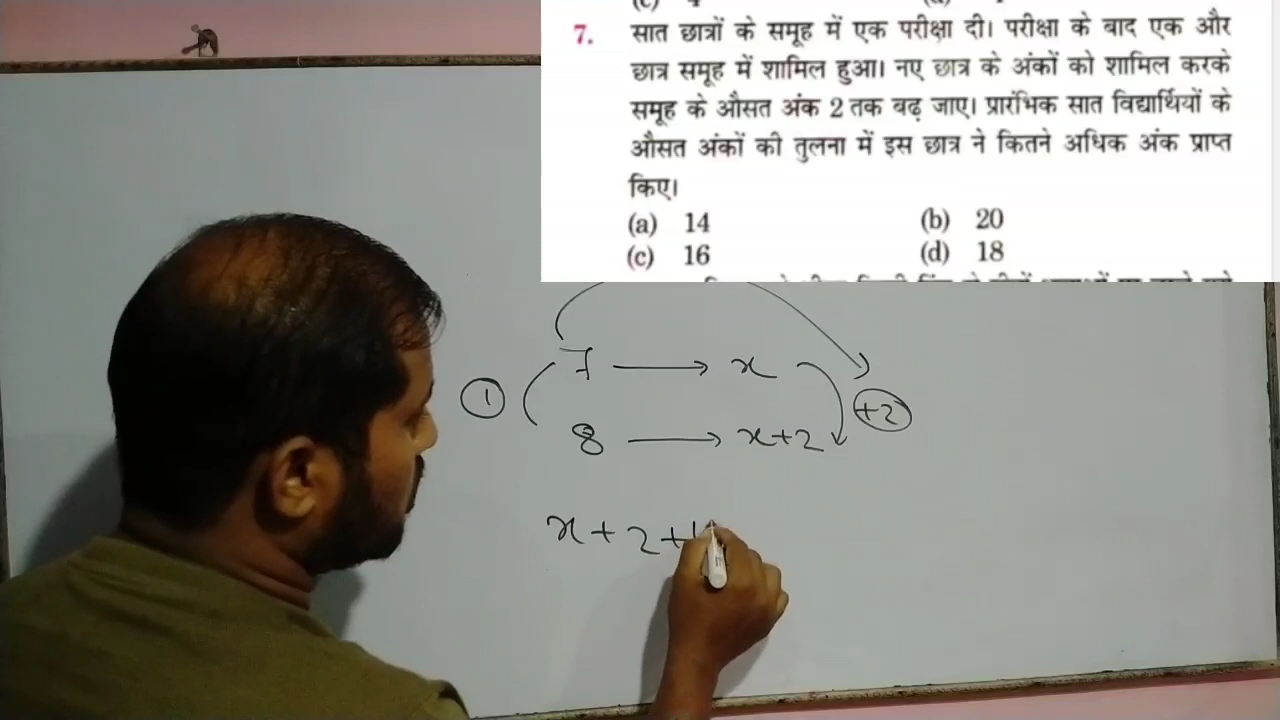 7. सात छात्रों के समूह में एक परीक्षा दी। परीक्षा के बाद एक और
छात्र समूह में शामिल हुआ। नए छात्र के अंकों को शामिल करके
समूह के औसत अंक 2 तक बढ़ जाए। प्रारंभिक सात विद्यार्थियों के
औसत अंकों की तुलना में इस छात्र ने कितने अधिक अंक प्राप्त
किए।
(a) 14 (b) 20
(c) 16 (d) 18
7 → x
1 +2
8 → x+2
x+2+